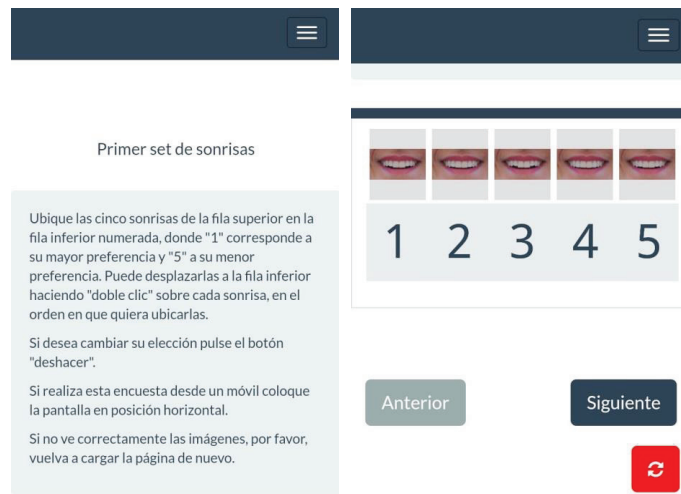 Primer set de sonrisas
Ubique las cinco sonrisas de la fila superior en la
fila inferior numerada, donde "1" corresponde a
su mayor preferencia y "5" a su menor
preferencia. Puede desplazarlas a la fila inferior
haciendo "doble clic" sobre cada sonrisa, en el
orden en que quiera ubicarlas.
Si desea cambiar su elección pulse el botón
"deshacer".
Si realiza esta encuesta desde un móvil coloque
la pantalla en posición horizontal.
Si no ve correctamente las imágenes, por favor,
vuelva a cargar la página de nuevo.
1 2 3 4 5
Anterior Siguiente